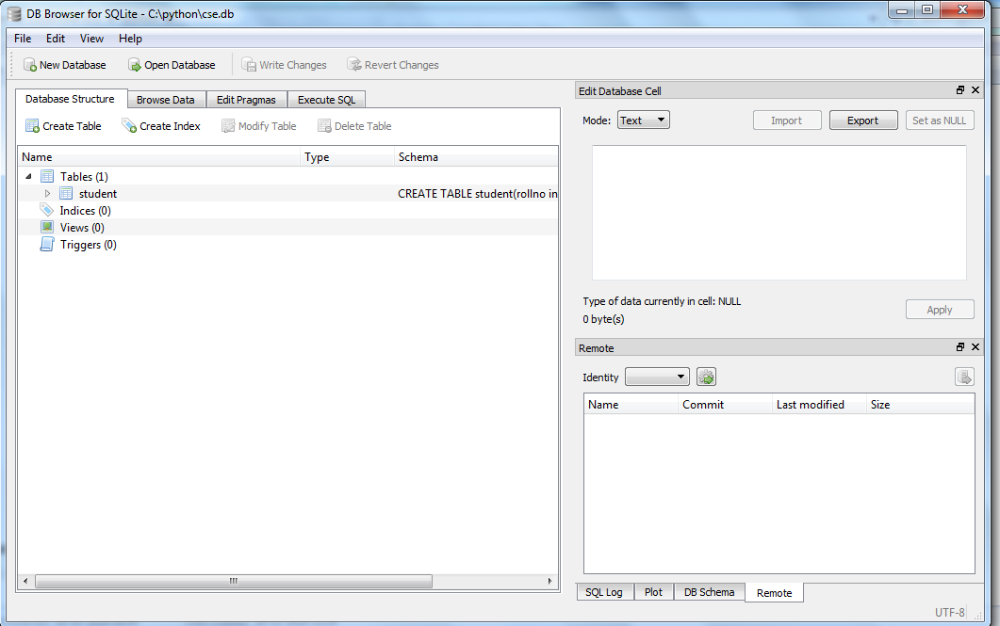 DB Browser for SQLite - C:\python\cse.db
File Edit View Help
New Database Open Database Write Changes Revert Changes
Database Structure Browse Data Edit Pragmas Execute SQL
Create Table Create Index Modify Table Delete Table
Name Type Schema
Tables (1)
student CREATE TABLE student(rollno in
Indices (0)
Views (0)
Triggers (0)
Edit Database Cell
Mode: Text Import Export Set as NULL
Type of data currently in cell: NULL
0 byte(s)
Apply
Remote
Identity
Name Commit Last modified Size
SQL Log Plot DB Schema Remote
UTF-8